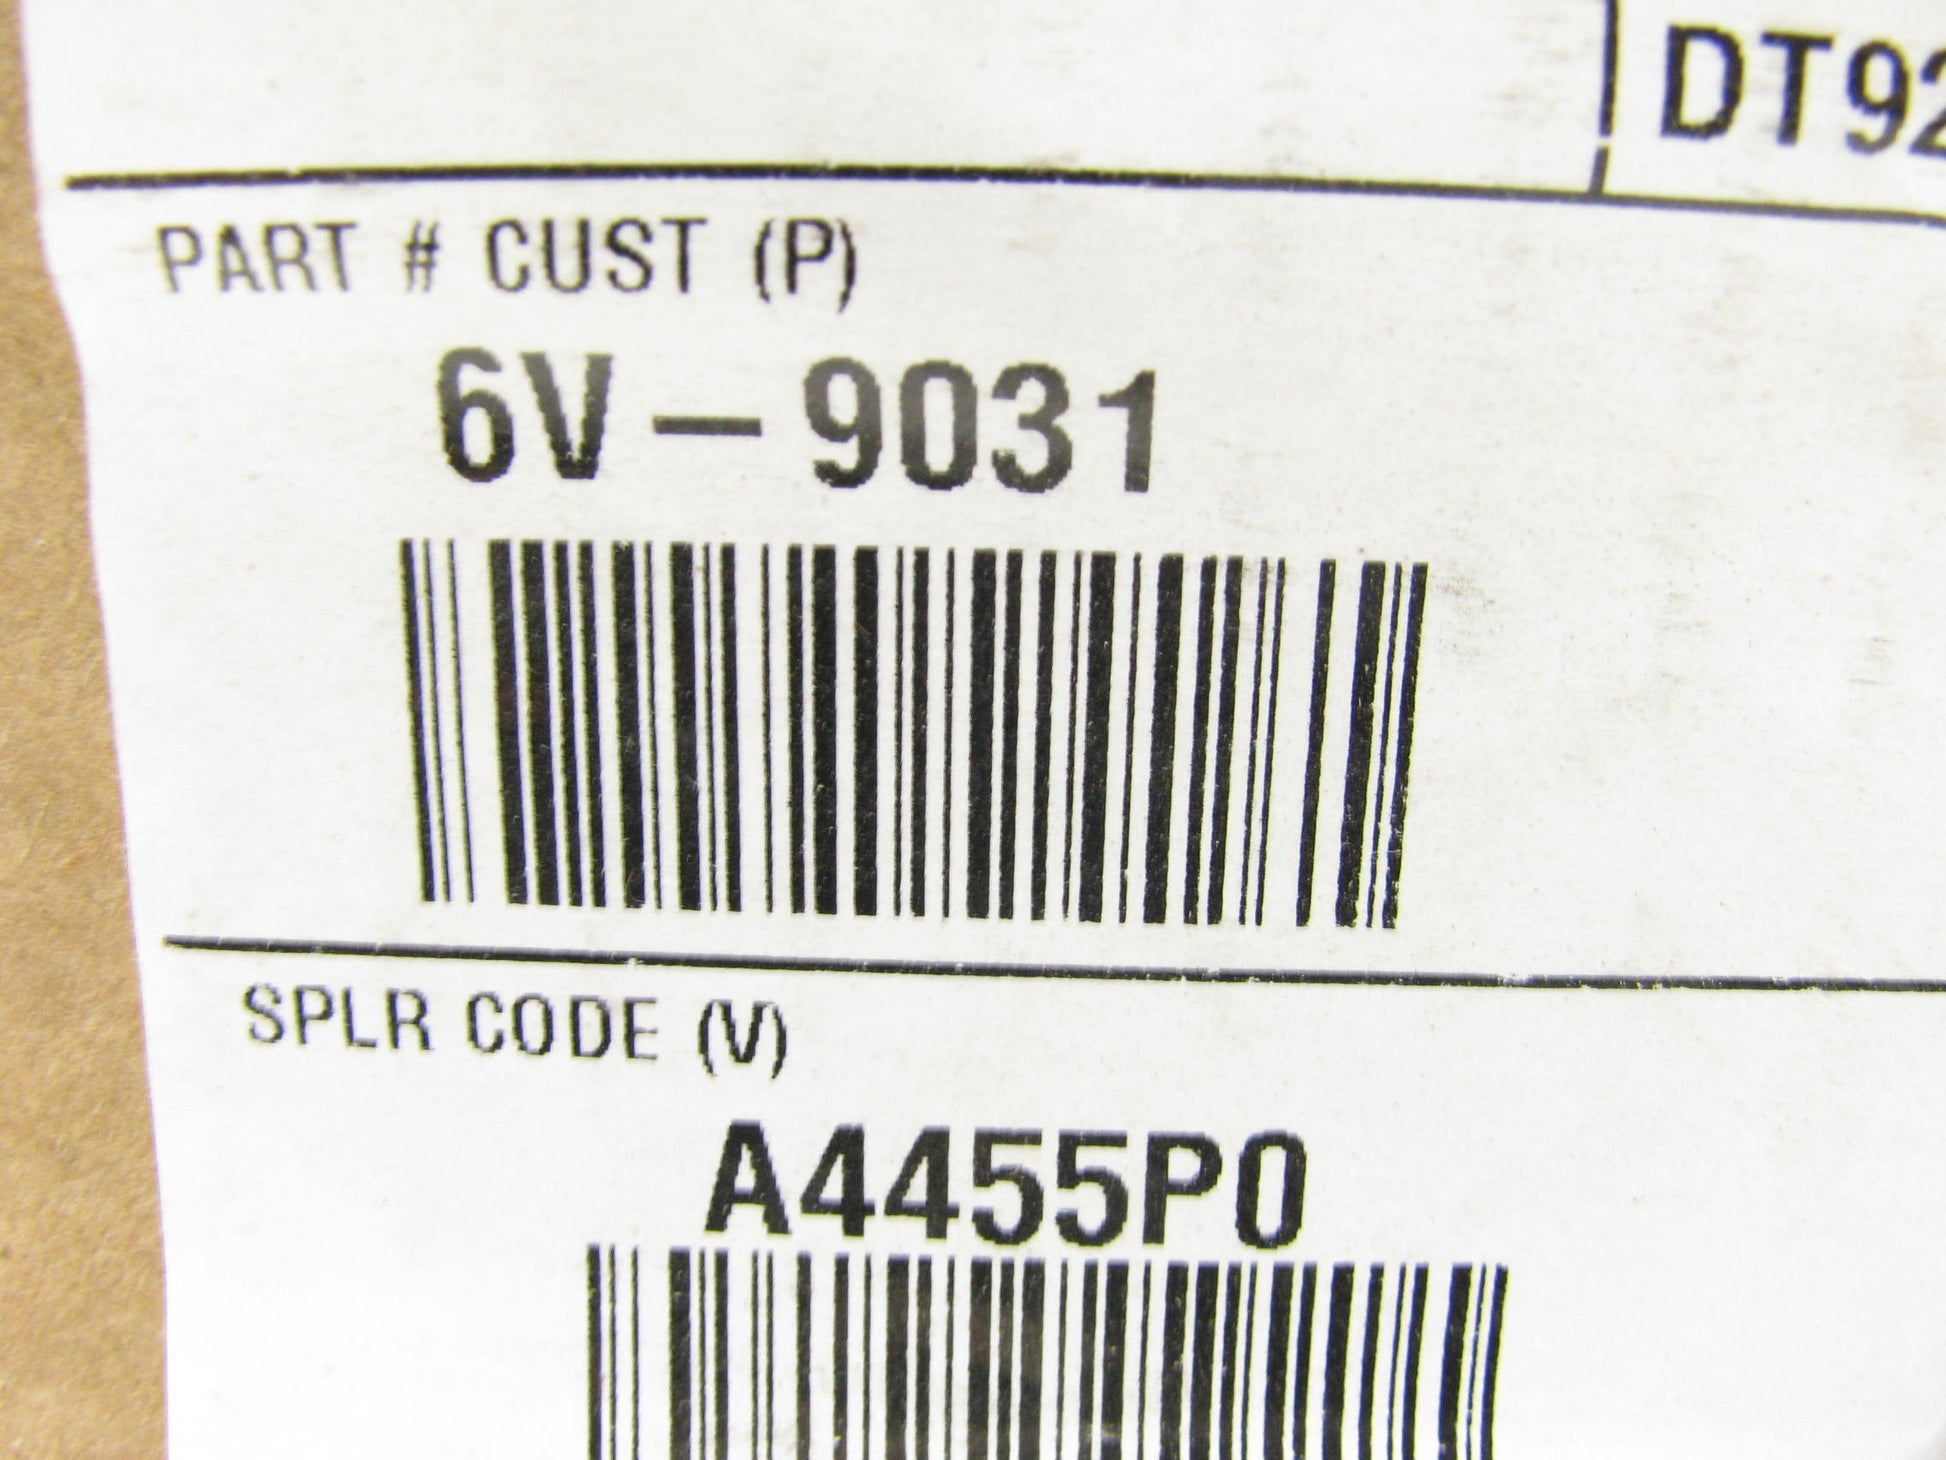 DT92
PART # CUST (P)
6V-9031
SPLR CODE (V)
A4455P0